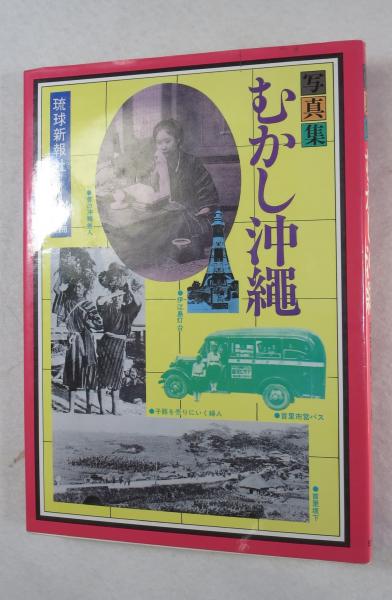 写真集
むかし沖縄
琉球新報社
編
●昔の沖縄美人
●伊江島灯台
●子豚を売りにいく婦人
●首里市営バス
●首里坂下